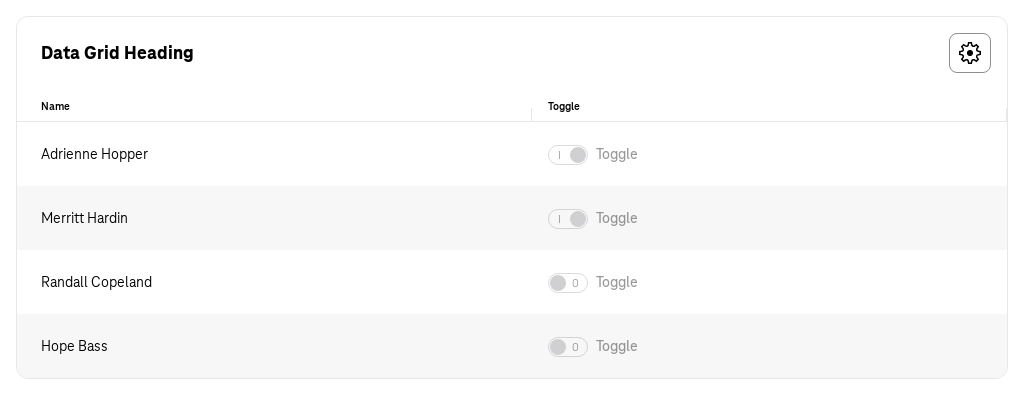 Data Grid Heading
Name Toggle
Adrienne Hopper I Toggle
Merritt Hardin I Toggle
Randall Copeland 0 Toggle
Hope Bass 0 Toggle